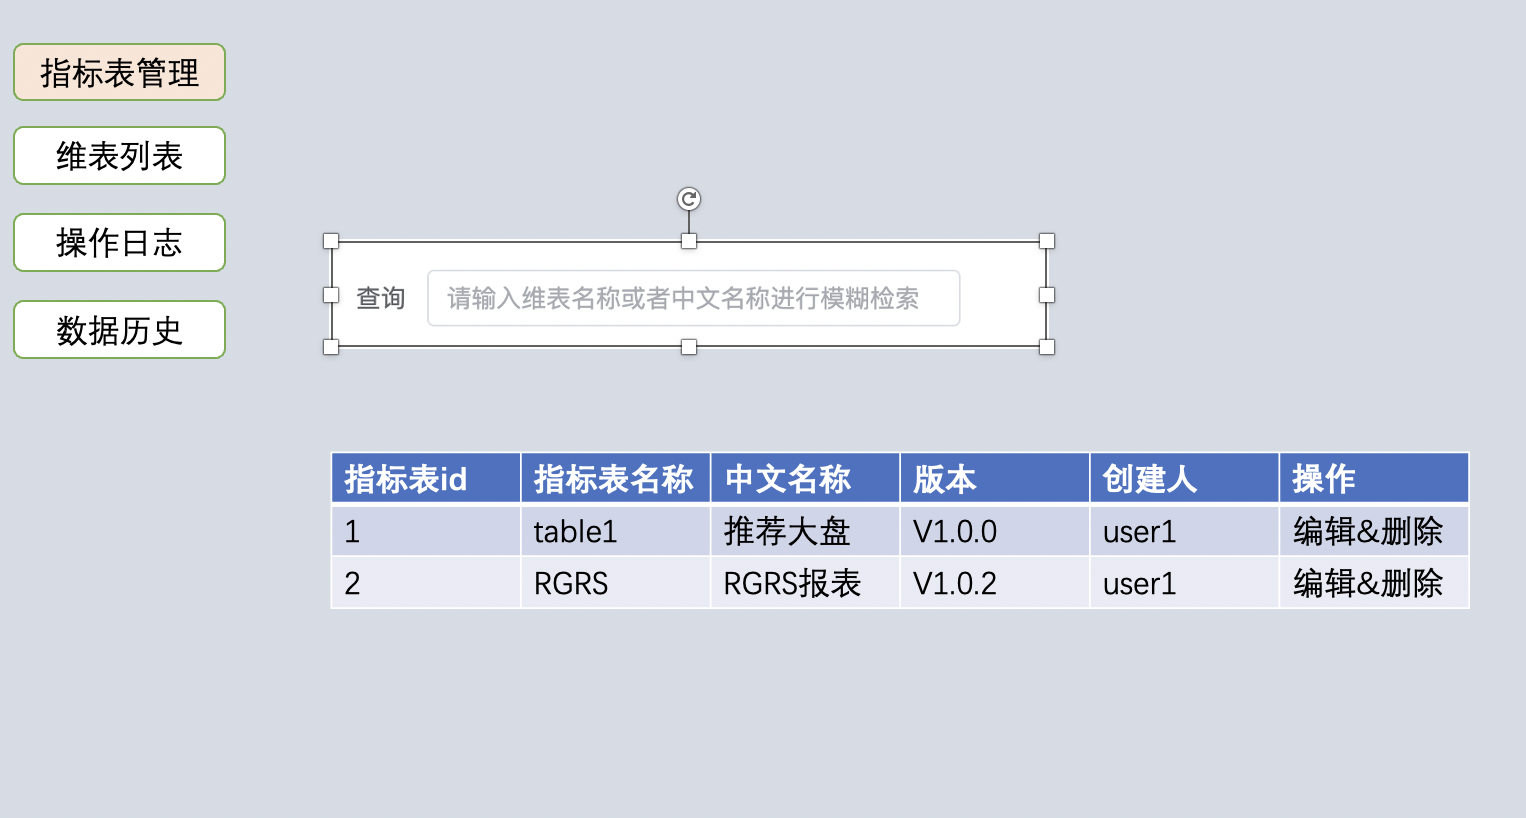 指标表管理
维表列表
操作日志
数据历史
查询 请输入维表名称或者中文名称进行模糊检索
指标表id 指标表名称 中文名称 版本 创建人 操作
1 table1 推荐大盘 V1.0.0 user1 编辑&删除
2 RGRS RGRS报表 V1.0.2 user1 编辑&删除